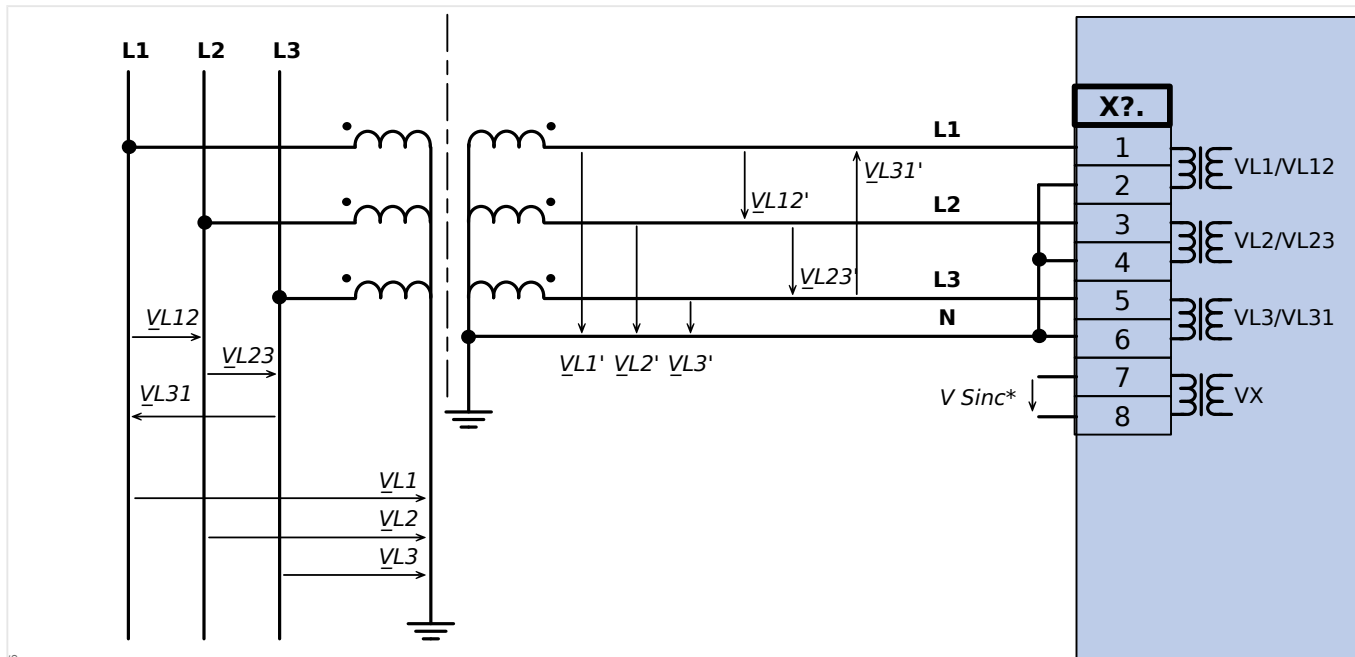 L1 L2 L3
X?.
L1
1
VL1/VL12
VL31'
2
VL12'
L2
3
VL2/VL23
4
VL23'
L3
5
N
VL3/VL31
VL12
6
VL23
VL1' VL2' VL3'
7
VL31
V Sinc*
VX
8
VL1
VL2
VL3